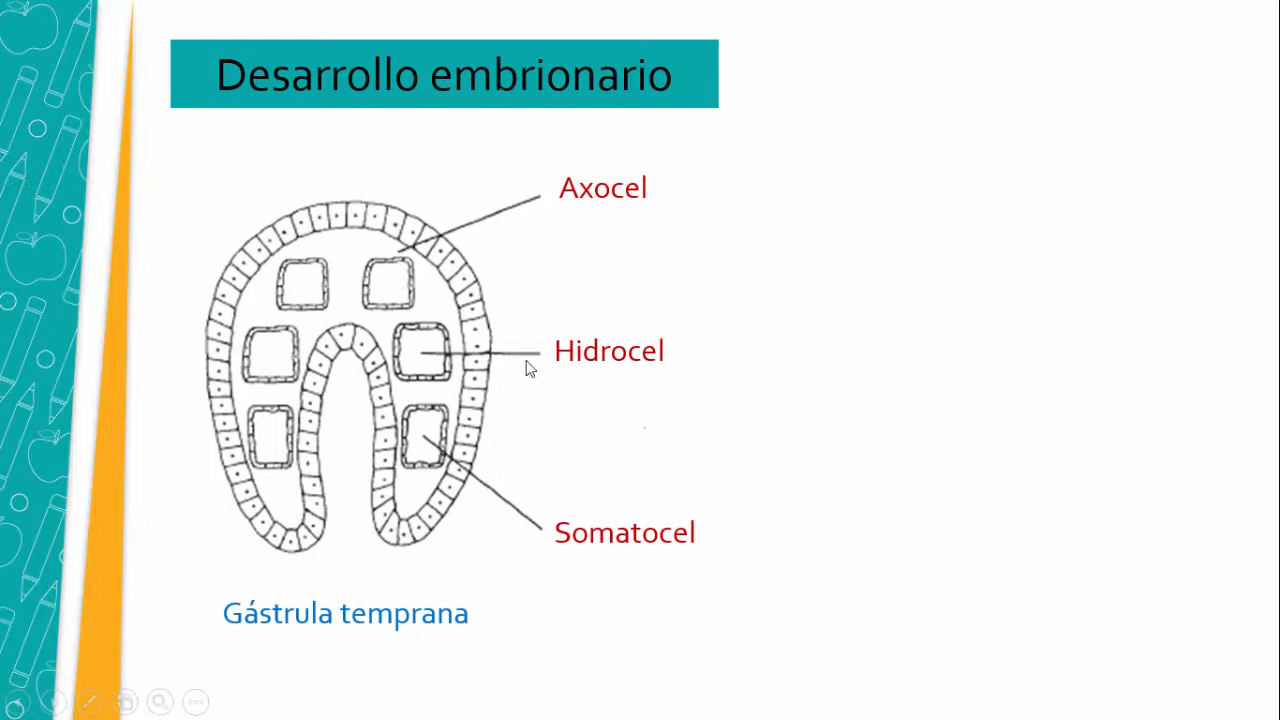 Desarrollo embrionario
Axocel
Hidrocel
Somatocel
Gástrula temprana